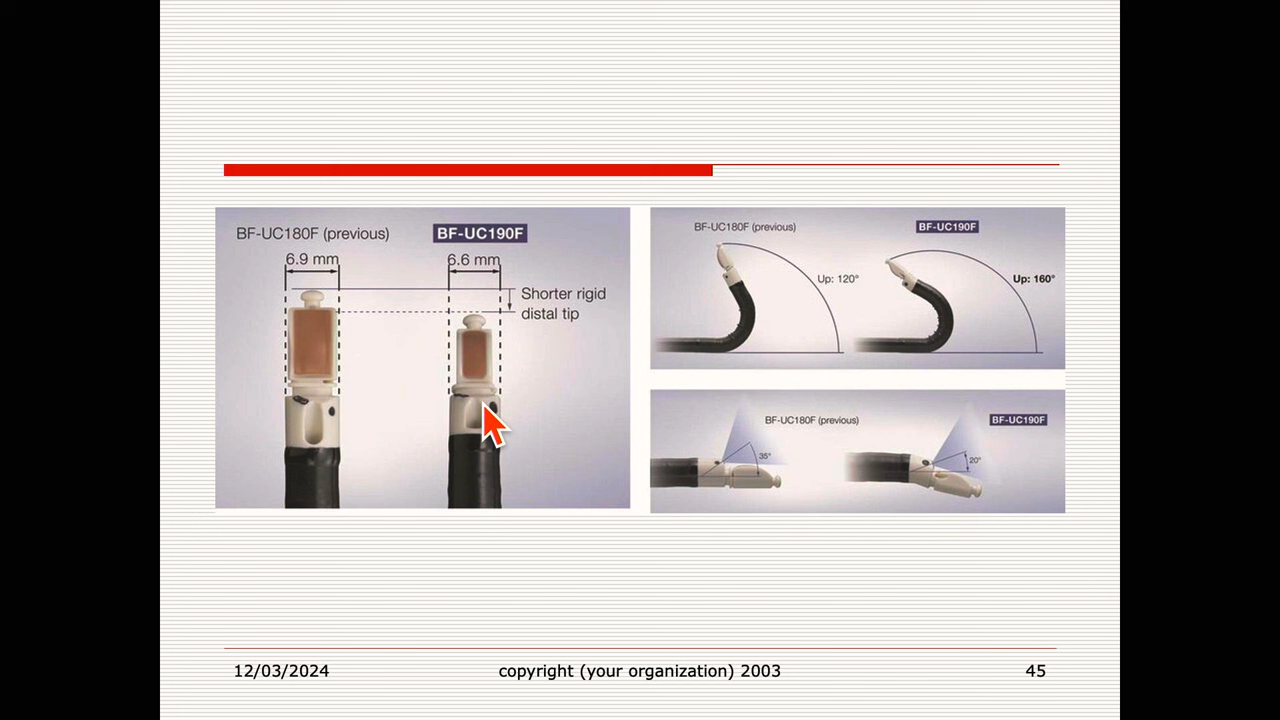 BF-UC180F (previous)
BF-UC190F
6.9 mm
6.6 mm
Shorter rigid
distal tip
BF-UC180F (previous)
BF-UC190F
Up: 120°
Up: 160°
BF-UC180F (previous)
BF-UC190F
35°
20°
12/03/2024
copyright (your organization) 2003
45